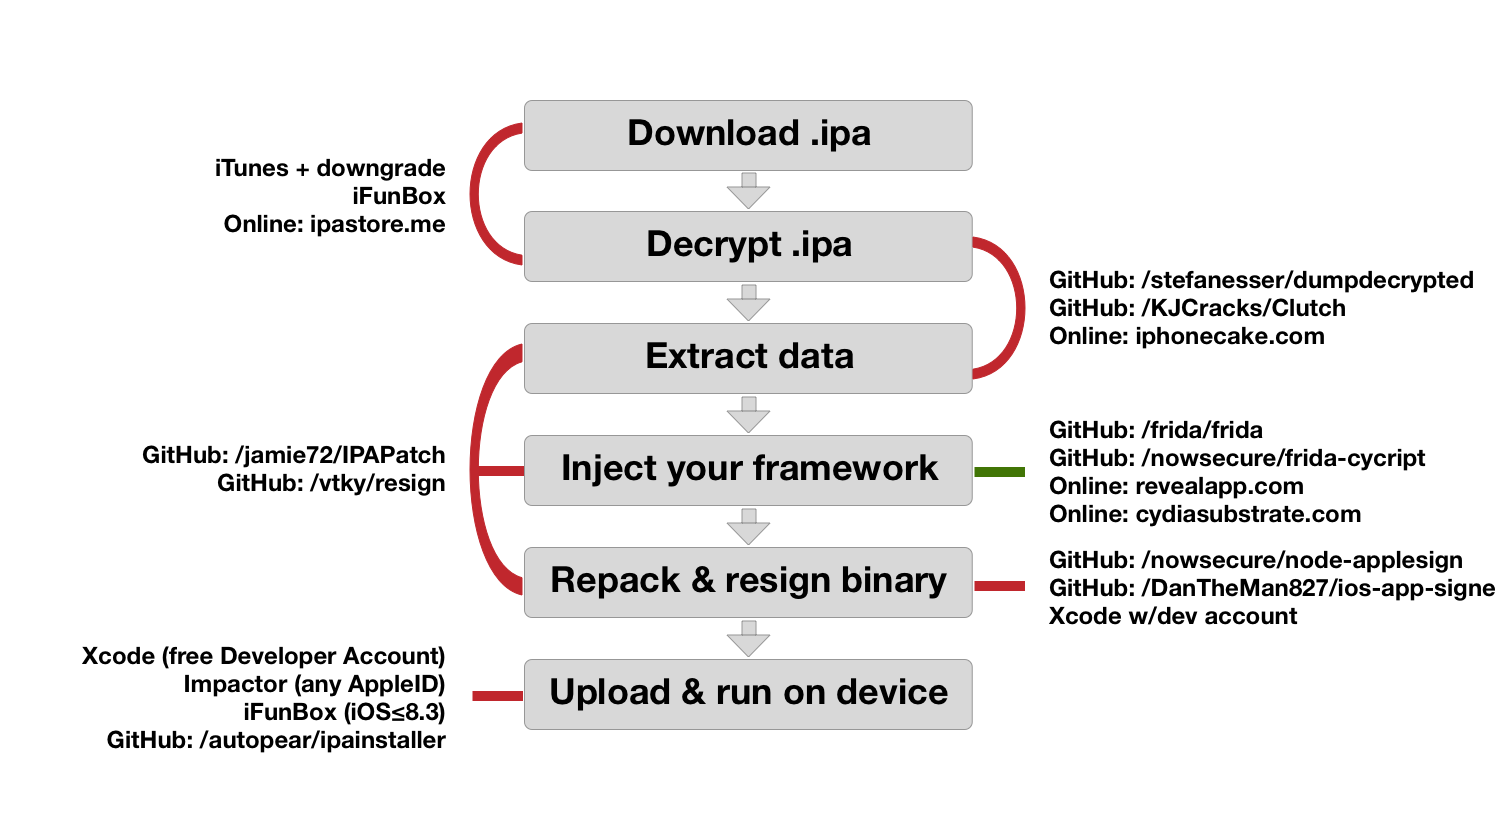 Download .ipa
iTunes + downgrade
iFunBox
Online: ipastore.me
Decrypt .ipa
GitHub: /stefanesser/dumpdecrypted
GitHub: /KJCracks/Clutch
Online: iphonecake.com
Extract data
GitHub: /jamie72/IPAPatch
GitHub: /vtky/resign
Inject your framework
GitHub: /frida/frida
GitHub: /nowsecure/frida-cycript
Online: revealapp.com
Online: cydiasubstrate.com
Repack & resign binary
GitHub: /nowsecure/node-applesign
GitHub: /DanTheMan827/ios-app-signe
Xcode w/dev account
Upload & run on device
Xcode (free Developer Account)
Impactor (any AppleID)
iFunBox (iOS≤8.3)
GitHub: /autopear/ipainstaller